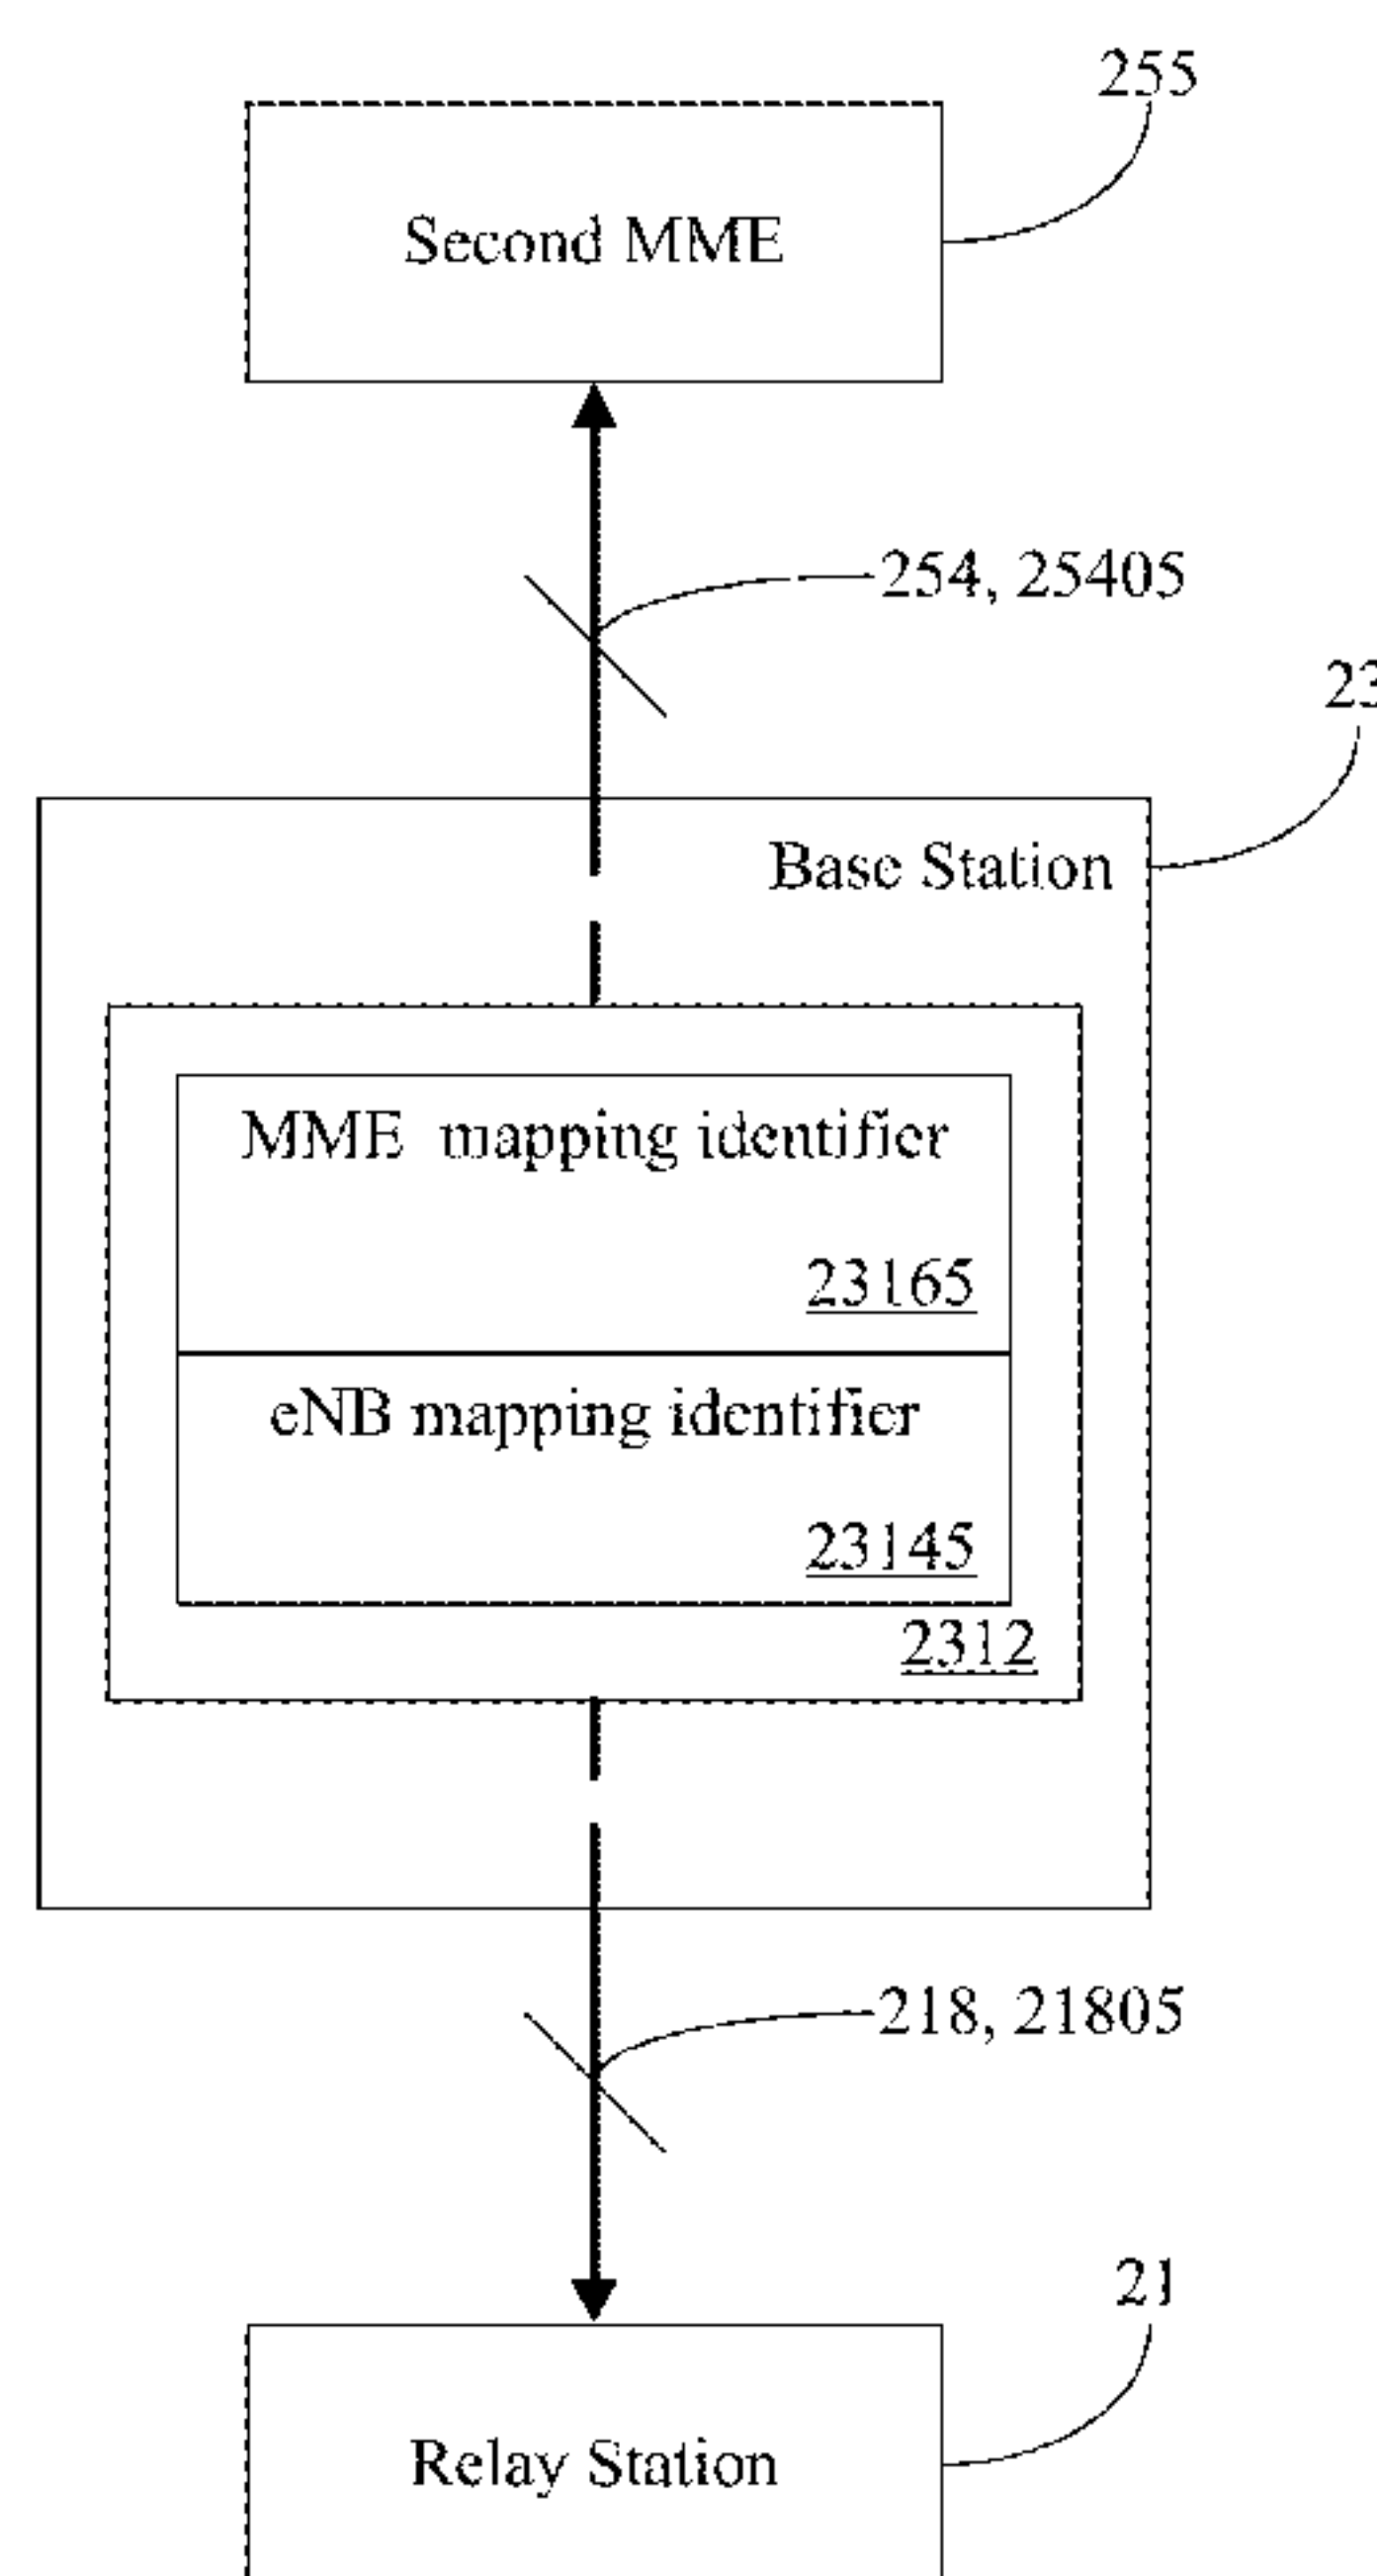 255
Second MME
254, 25405
23
Base Station
MME mapping identifier
23165
eNB mapping identifier
23145
2312
218, 21805
21
Relay Station